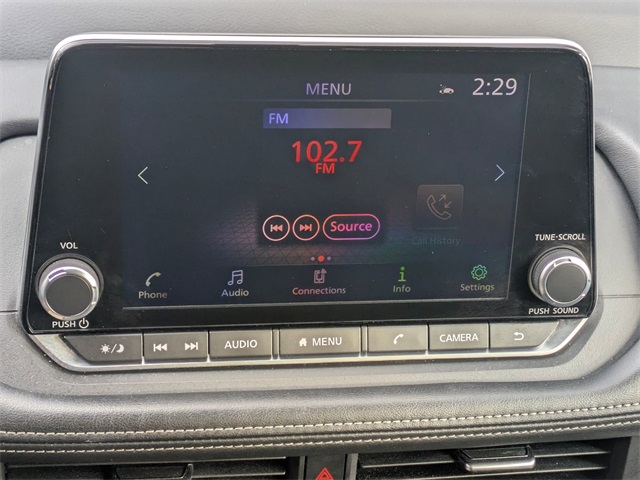 MENU 2:29
FM
102.7
FM
Source
Call History
VOL
TUNE·SCROLL
Phone Audio Connections Info Settings
PUSH
PUSH SOUND
AUDIO MENU CAMERA